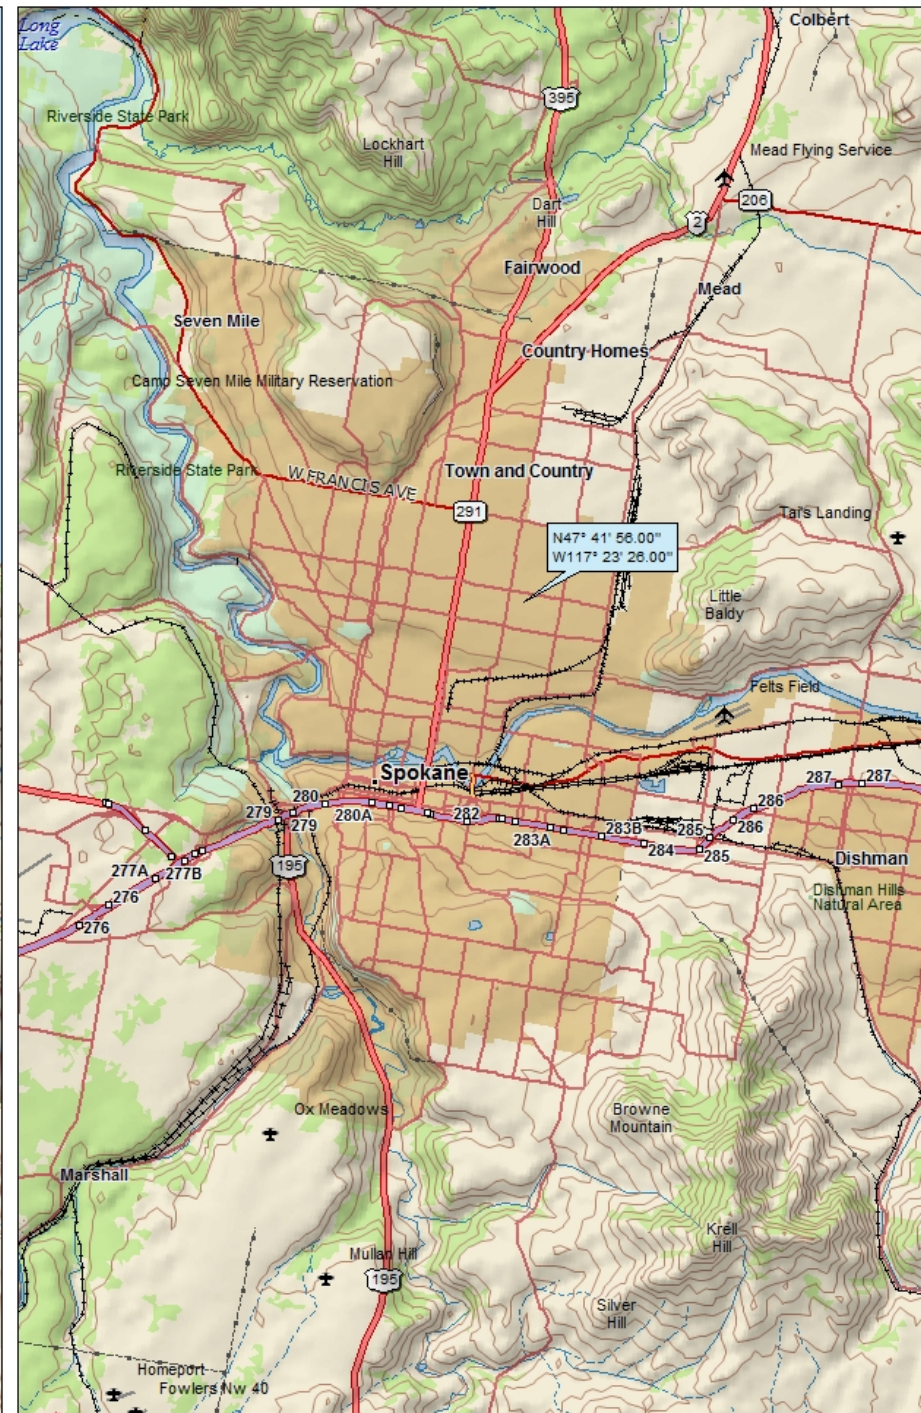 Long
Lake
Colbert
395
Riverside State Park
Lockhart
Hill
Mead Flying Service
206
Dart
Hill
2
Fairwood
Mead
Seven Mile
Country Homes
Camp Seven Mile Military Reservation
Riverside State Park
W FRANCIS AVE
Town and Country
291
Tai's Landing
N47° 41' 56.00"
W117° 23' 26.00"
Little
Baldy
Felts Field
Spokane
287
287
280
279
279
280A
282
286
286
283A
283B
285
284
285
277A
277B
195
Dishman
276
276
Dishman Hills
Natural Area
Ox Meadows
Browne
Mountain
Marshall
Krell
Hill
Mullan Hill
195
Silver
Hill
Homeport
Fowlers Nw 40